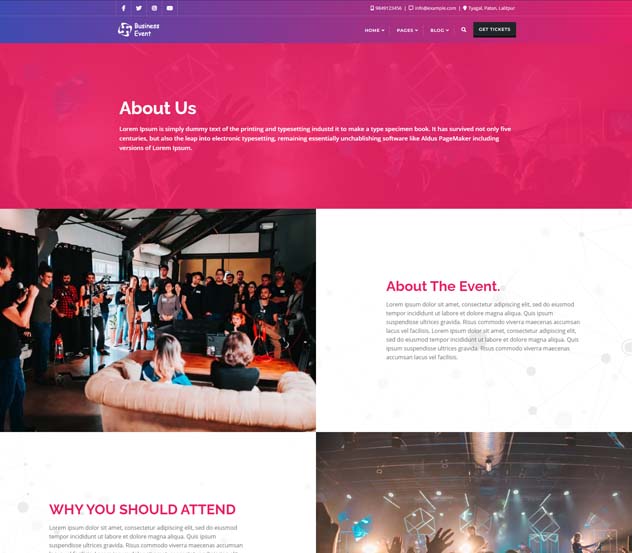 9849123456 | info@example.com | Tyagal, Patan, Lalitpur
Business
Event
HOME PAGES BLOG GET TICKETS
About Us
Lorem Ipsum is simply dummy text of the printing and typesetting industd it to make a type specimen book. It has survived not only five
centuries, but also the leap into electronic typesetting, remaining essentially unchablishing software like Aldus PageMaker including
versions of Lorem Ipsum.
About The Event.
Lorem ipsum dolor sit amet, consectetur adipiscing elit, sed do eiusmod
tempor incididunt ut labore et dolore magna aliqua. Quis ipsum
suspendisse ultrices gravida. Risus commodo viverra maecenas accumsan
lacus vel facilisis. Lorem ipsum dolor sit amet, consectetur adipiscing elit,
sed do eiusmod tempor incididunt ut labore et dolore magna aliqua. Quis
ipsum suspendisse ultrices gravida. Risus commodo viverra maecenas
accumsan lacus vel facilisis.
WHY YOU SHOULD ATTEND
Lorem ipsum dolor sit amet, consectetur adipiscing elit, sed do eiusmod
tempor incididunt ut labore et dolore magna aliqua. Quis ipsum
suspendisse ultrices gravida. Risus commodo viverra maecenas accumsan